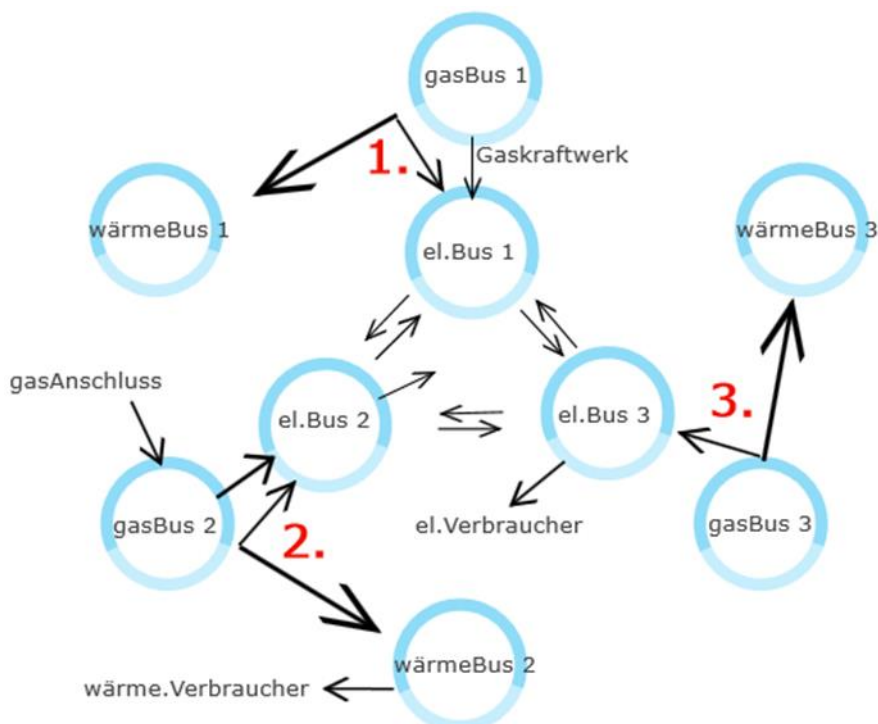 gasBus 1
1.
Gaskraftwerk
wärmeBus 1
el.Bus 1
wärmeBus 3
gasAnschluss
el.Bus 2
el.Bus 3
3.
gasBus 2
2.
el.Verbraucher
gasBus 3
wärmeBus 2
wärme.Verbraucher